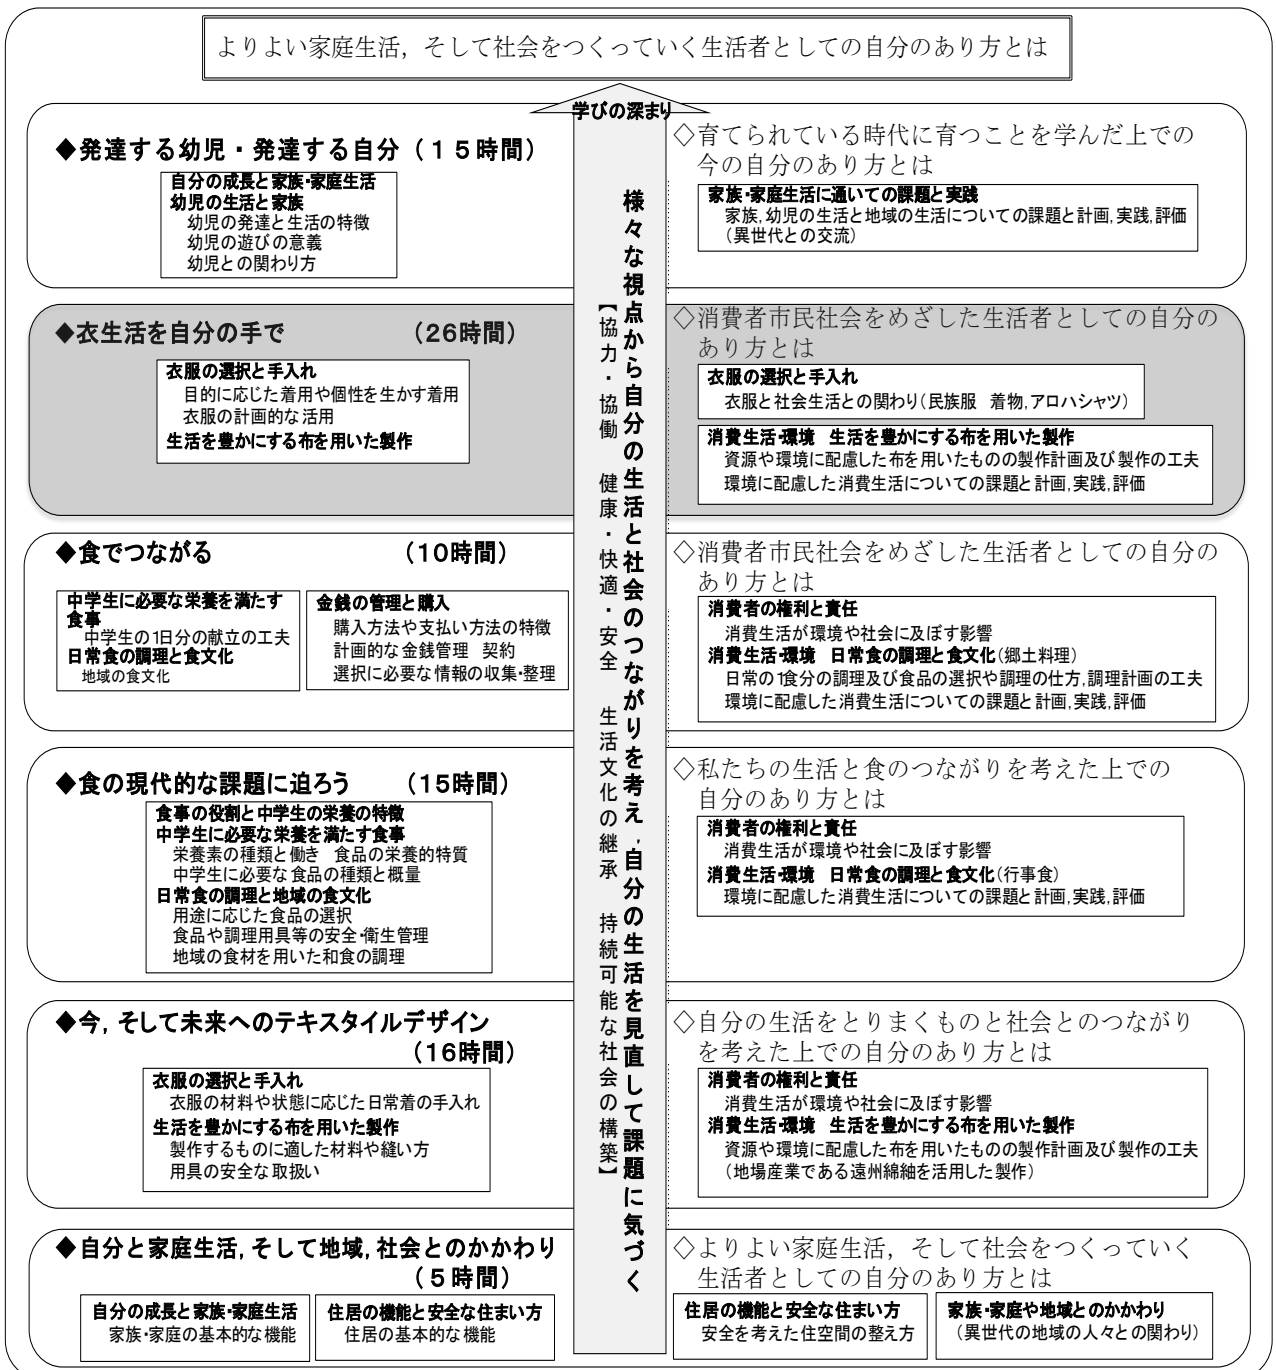 よりよい家庭生活，そして社会をつくっていく生活者としての自分のあり方とは
学びの深まり
様々な視点から自分の生活と社会のつながりを考え，自分の生活を見直して課題に気づく
【協力・協働　健康・快適・安全　生活文化の継承　持続可能な社会の構築】
◆発達する幼児・発達する自分（１５時間）
自分の成長と家族・家庭生活
幼児の生活と家族
幼児の発達と生活の特徴
幼児の遊びの意義
幼児との関わり方
◇育てられている時代に育つことを学んだ上での
今の自分のあり方とは
家族・家庭生活に通いての課題と実践
家族，幼児の生活と地域の生活についての課題と計画，実践，評価
（異世代との交流）
◆衣生活を自分の手で　（26時間）
衣服の選択と手入れ
目的に応じた着用や個性を生かす着用
衣服の計画的な活用
生活を豊かにする布を用いた製作
◇消費者市民社会をめざした生活者としての自分の
あり方とは
衣服の選択と手入れ
衣服と社会生活との関わり（民族服　着物，アロハシャツ）
消費生活・環境　生活を豊かにする布を用いた製作
資源や環境に配慮した布を用いたものの製作計画及び製作の工夫
環境に配慮した消費生活についての課題と計画，実践，評価
◆食でつながる　（10時間）
中学生に必要な栄養を満たす
食事
中学生の1日分の献立の工夫
日常食の調理と食文化
地域の食文化
金銭の管理と購入
購入方法や支払い方法の特徴
計画的な金銭管理　契約
選択に必要な情報の収集・整理
◇消費者市民社会をめざした生活者としての自分の
あり方とは
消費者の権利と責任
消費生活が環境や社会に及ぼす影響
消費生活・環境　日常食の調理と食文化（郷土料理）
日常の1食分の調理及び食品の選択や調理の仕方，調理計画の工夫
環境に配慮した消費生活についての課題と計画，実践，評価
◆食の現代的な課題に迫ろう　（15時間）
食事の役割と中学生の栄養の特徴
中学生に必要な栄養を満たす食事
栄養素の種類と働き　食品の栄養的特質
中学生に必要な食品の種類と概量
日常食の調理と地域の食文化
用途に応じた食品の選択
食品や調理用具等の安全・衛生管理
地域の食材を用いた和食の調理
◇私たちの生活と食のつながりを考えた上での
自分のあり方とは
消費者の権利と責任
消費生活が環境や社会に及ぼす影響
消費生活・環境　日常食の調理と食文化（行事食）
環境に配慮した消費生活についての課題と計画，実践，評価
◆今，そして未来へのテキスタイルデザイン
（16時間）
衣服の選択と手入れ
衣服の材料や状態に応じた日常着の手入れ
生活を豊かにする布を用いた製作
製作するものに適した材料や縫い方
用具の安全な取扱い
◇自分の生活をとりまくものと社会とのつながり
を考えた上での自分のあり方とは
消費者の権利と責任
消費生活が環境や社会に及ぼす影響
消費生活・環境　生活を豊かにする布を用いた製作
資源や環境に配慮した布を用いたものの製作計画及び製作の工夫
（地場産業である遠州綿紬を活用した製作）
◆自分と家庭生活，そして地域，社会とのかかわり
（５時間）
自分の成長と家族・家庭生活
家族・家庭の基本的な機能
住居の機能と安全な住まい方
住居の基本的な機能
◇よりよい家庭生活，そして社会をつくっていく
生活者としての自分のあり方とは
住居の機能と安全な住まい方
安全を考えた住空間の整え方
家族・家庭や地域とのかかわり
（異世代の地域の人々との関わり）